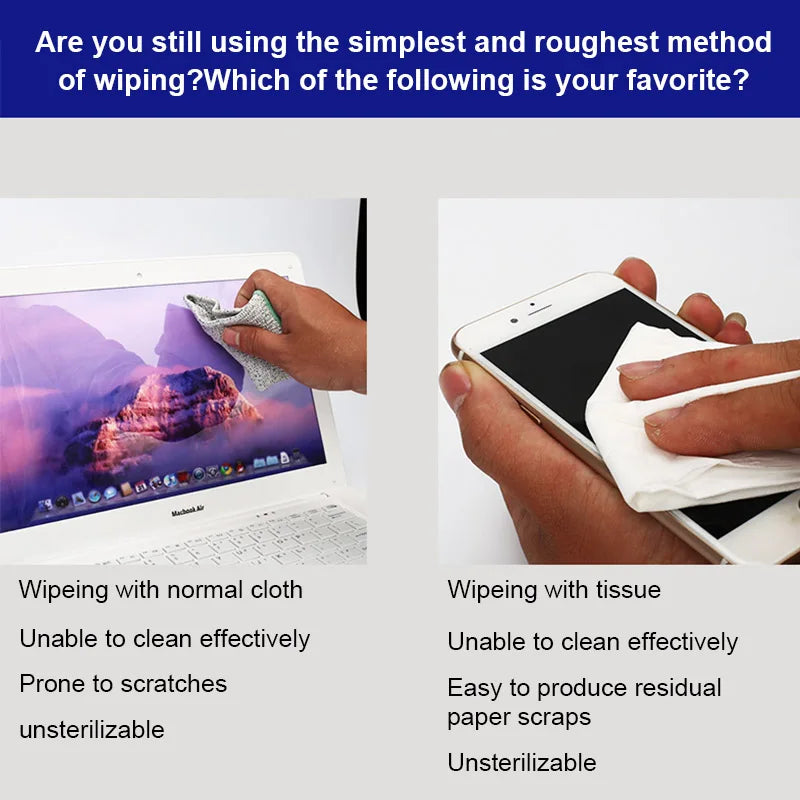 Are you still using the simplest and roughest method
of wiping?Which of the following is your favorite?
Macbook Air
Wipeing with normal cloth
Unable to clean effectively
Prone to scratches
unsterilizable
Wipeing with tissue
Unable to clean effectively
Easy to produce residual
paper scraps
Unsterilizable